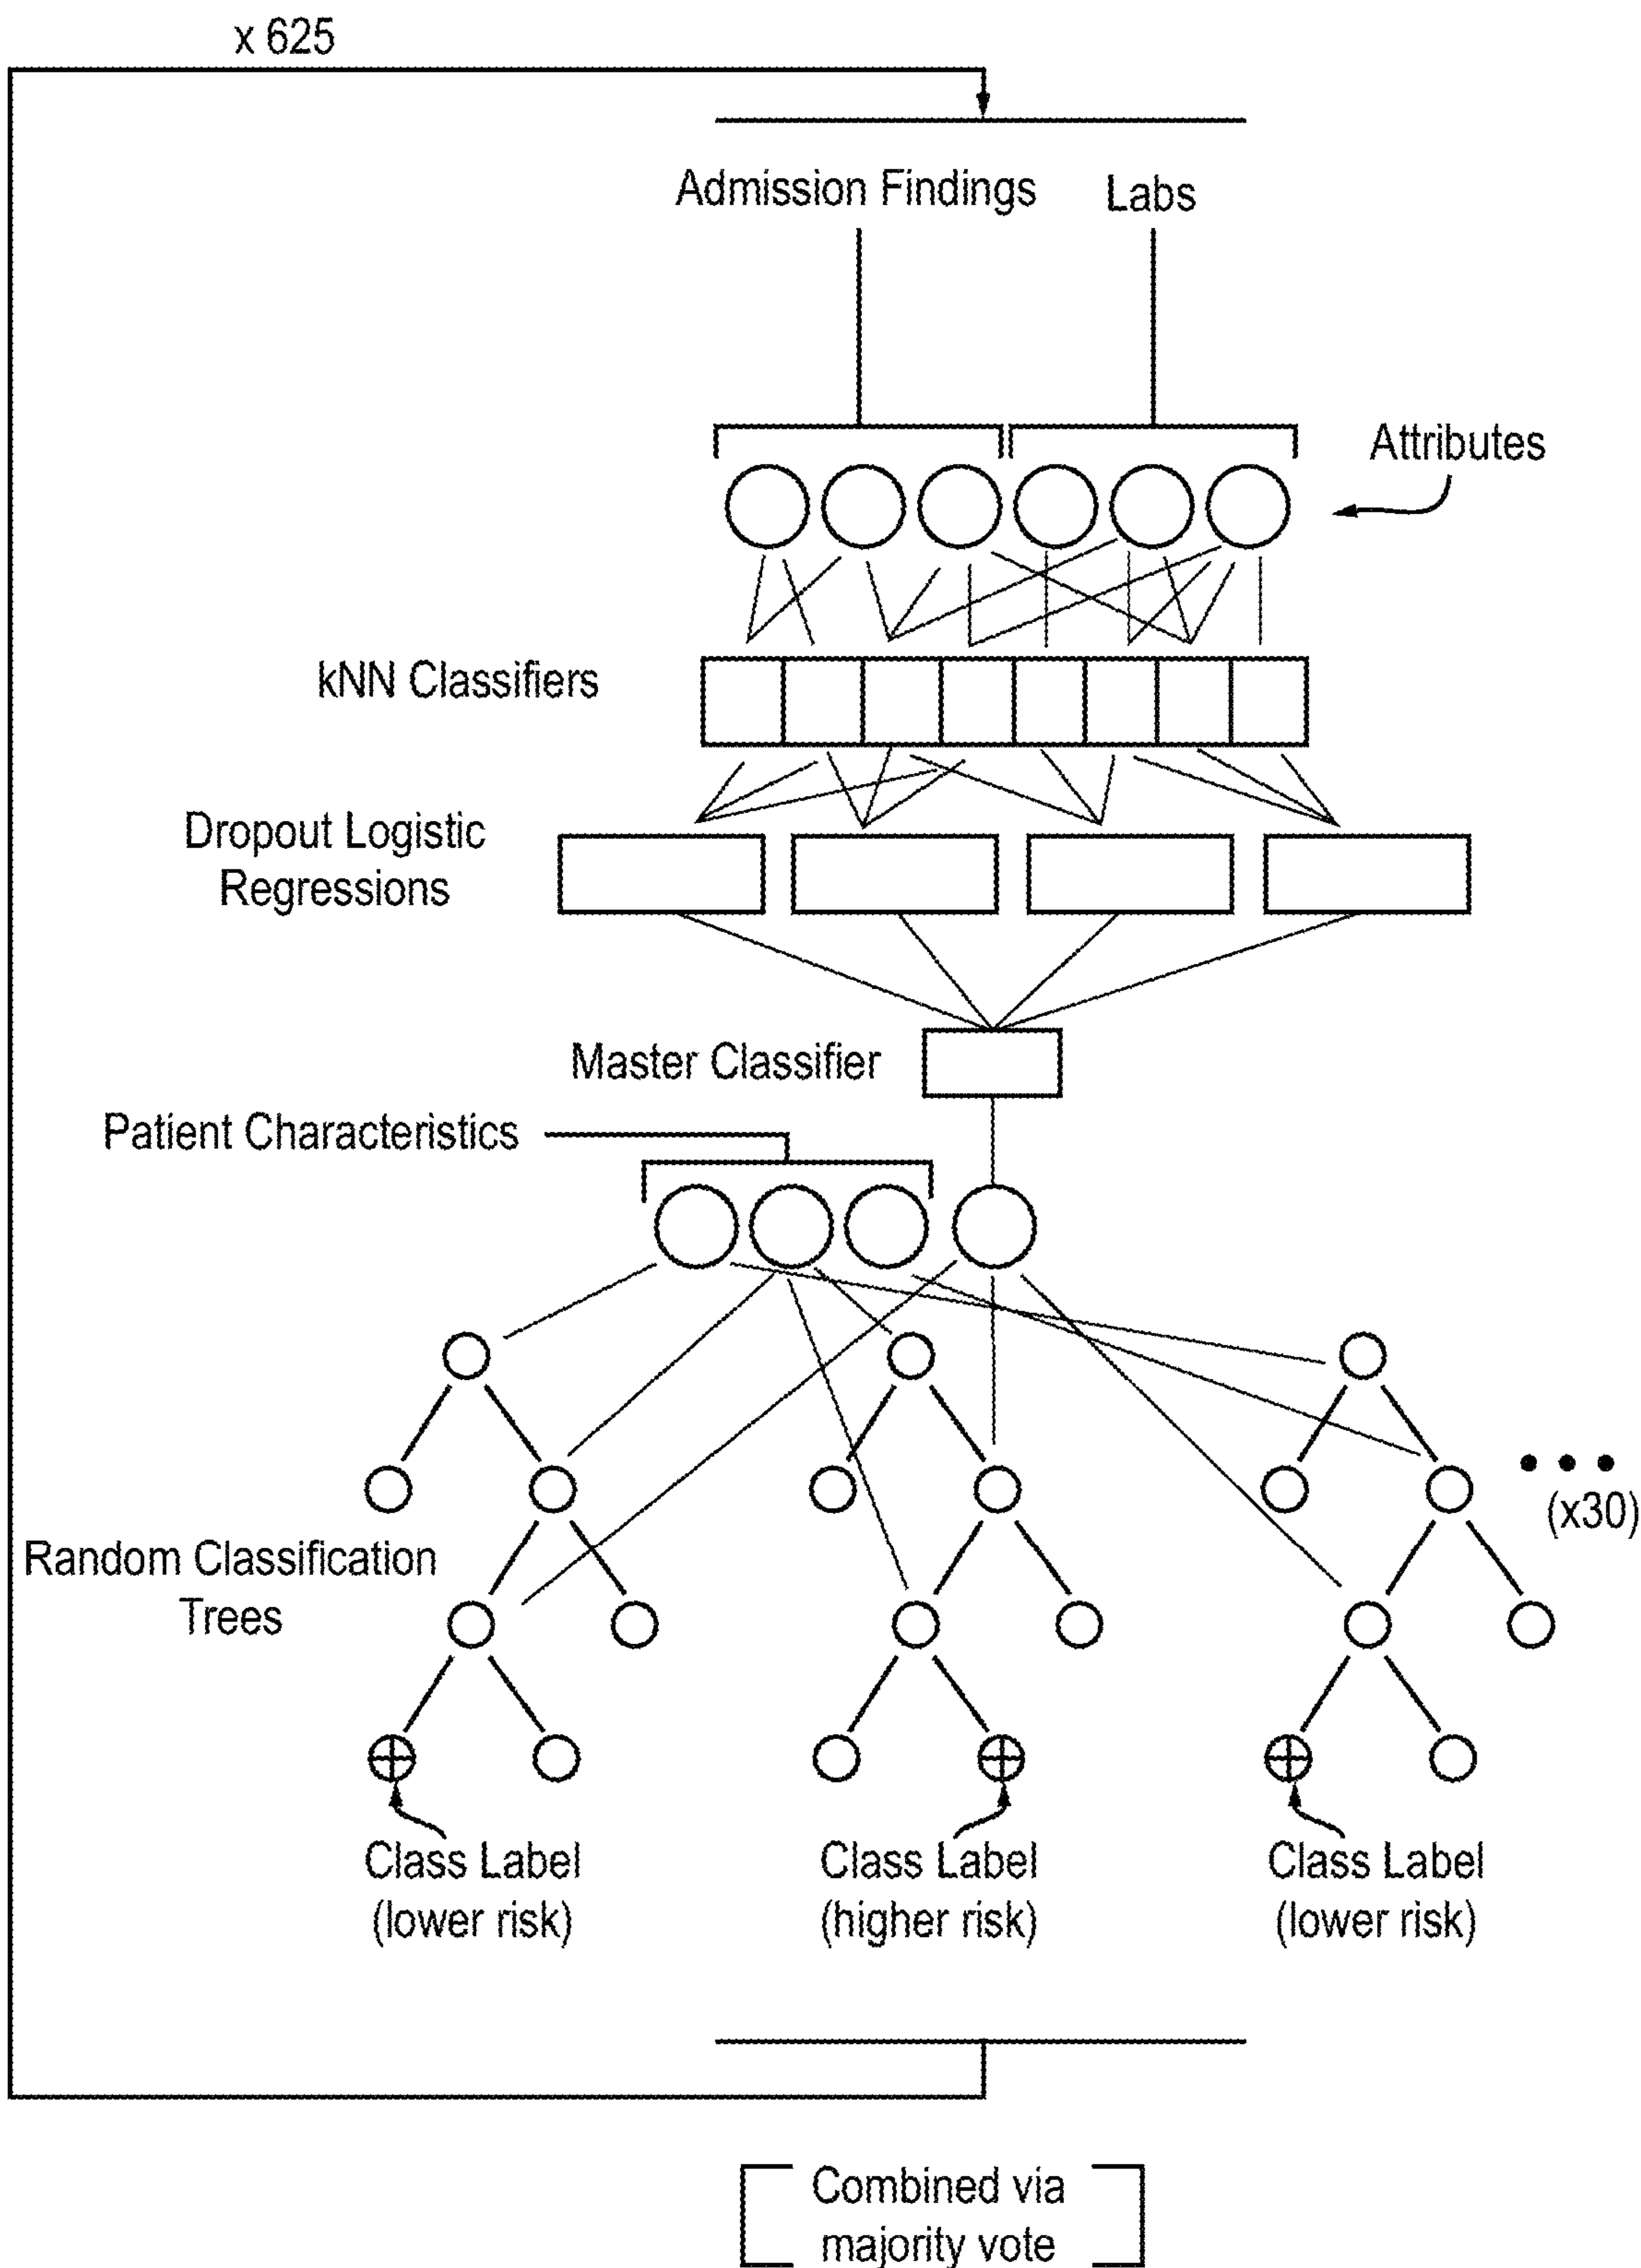 x 625
Admission Findings
Labs
Attributes
kNN Classifiers
Dropout Logistic
Regressions
Master Classifier
Patient Characteristics
(x30)
Random Classification
Trees
Class Label
(lower risk)
Class Label
(higher risk)
Class Label
(lower risk)
Combined via
majority vote